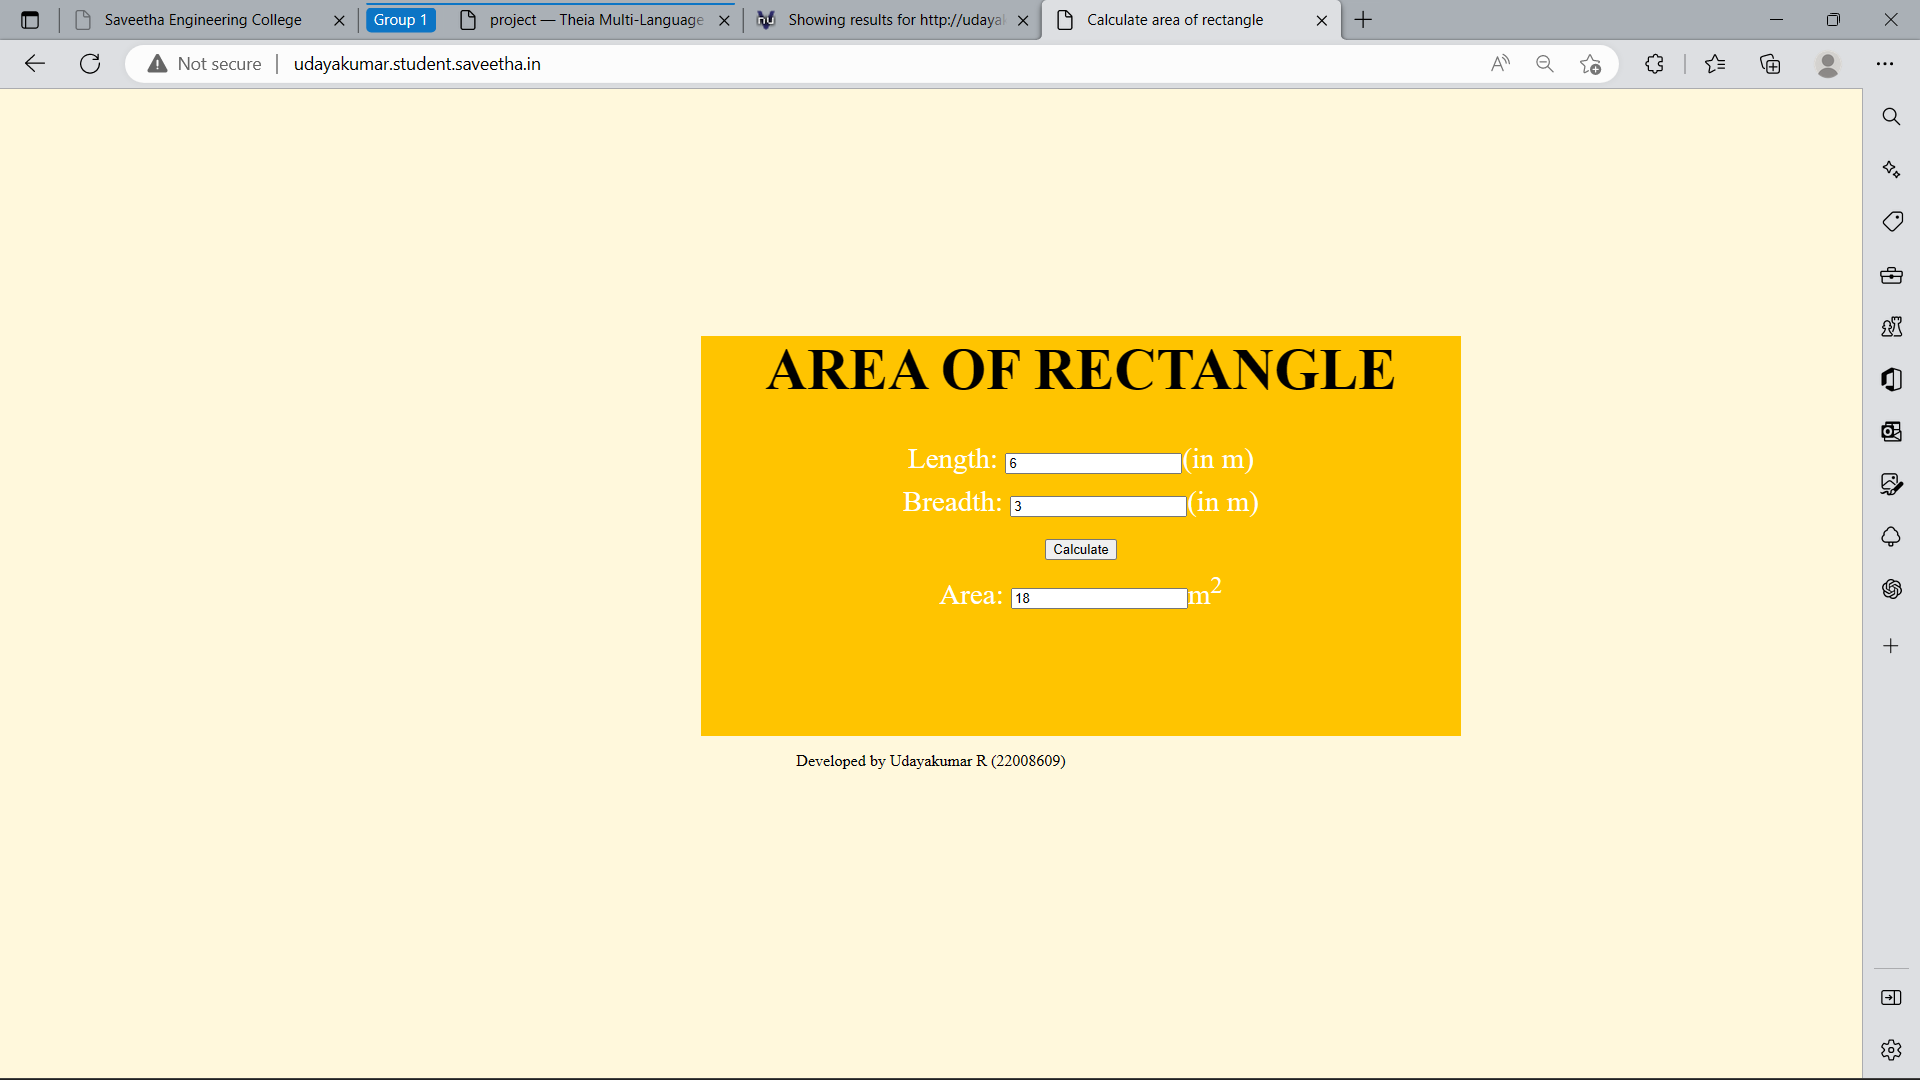 Saveetha Engineering College
Group 1
project — Theia Multi-Language
Showing results for http://udaya
Calculate area of rectangle
Not secure
udayakumar.student.saveetha.in
AREA OF RECTANGLE
Length: 6 (in m)
Breadth: 3 (in m)
Calculate
Area: 18 m²
Developed by Udayakumar R (22008609)